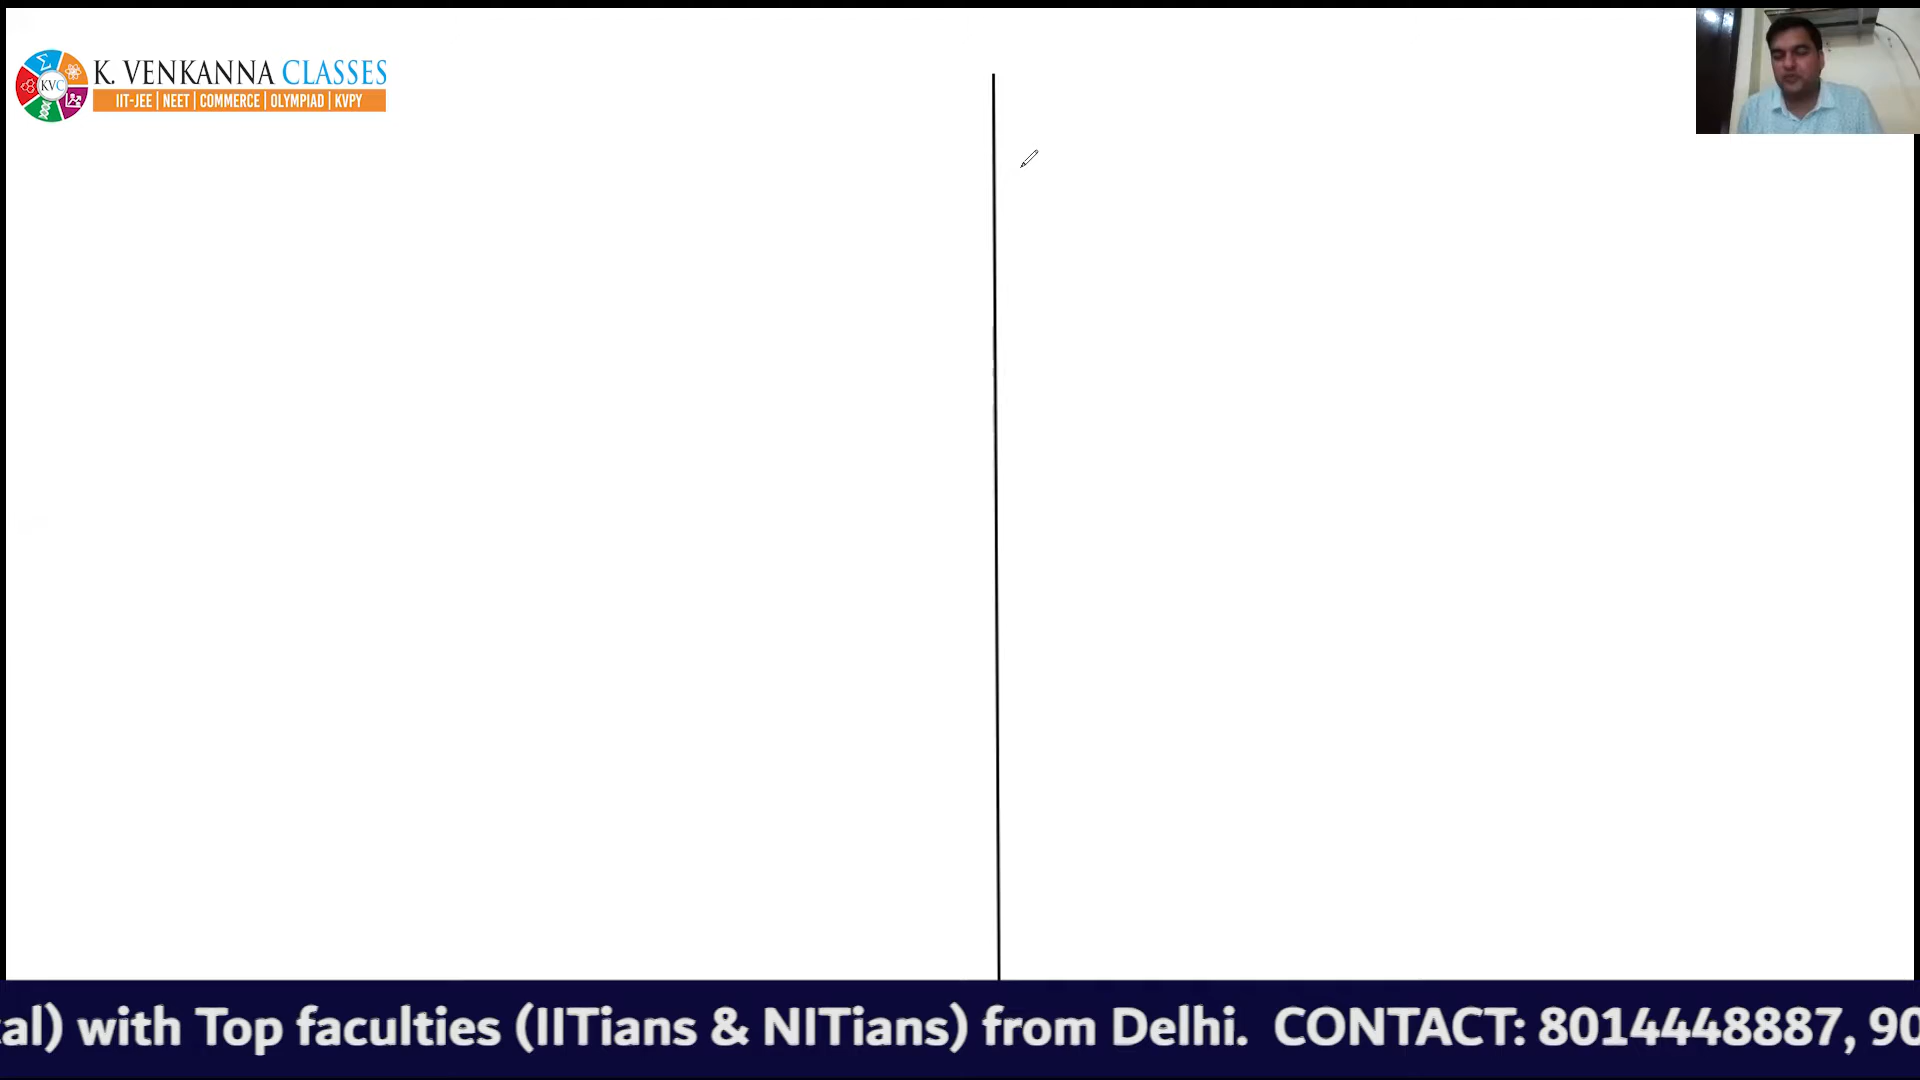 K. VENKANNA CLASSES
KVC
IIT-JEE | NEET | COMMERCE | OLYMPIAD | KVPY
cal) with Top faculties (IITians & NITians) from Delhi. CONTACT: 8014448887, 90